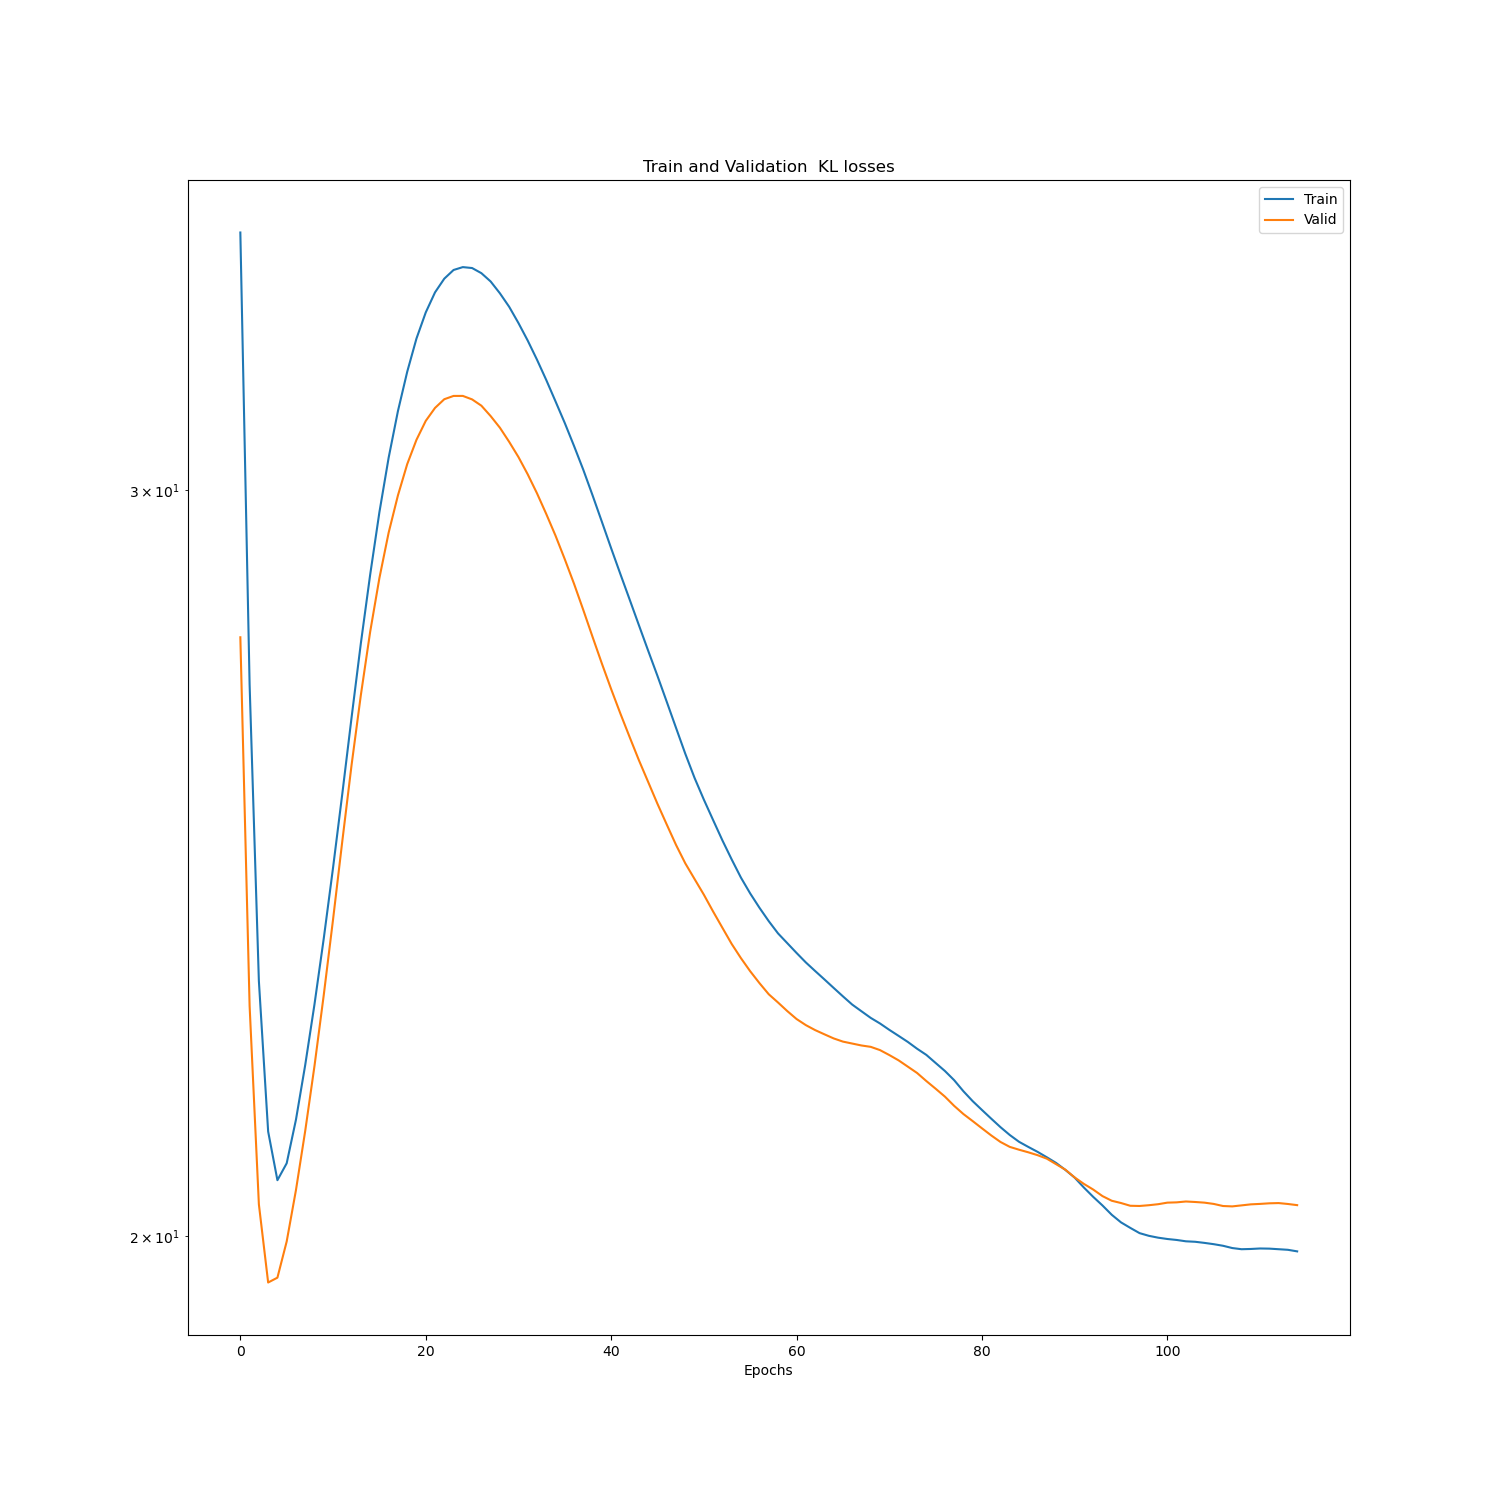 Train and Validation  KL losses
Train
Valid
3 × 10¹
2 × 10¹
0 20 40 60 80 100
Epochs